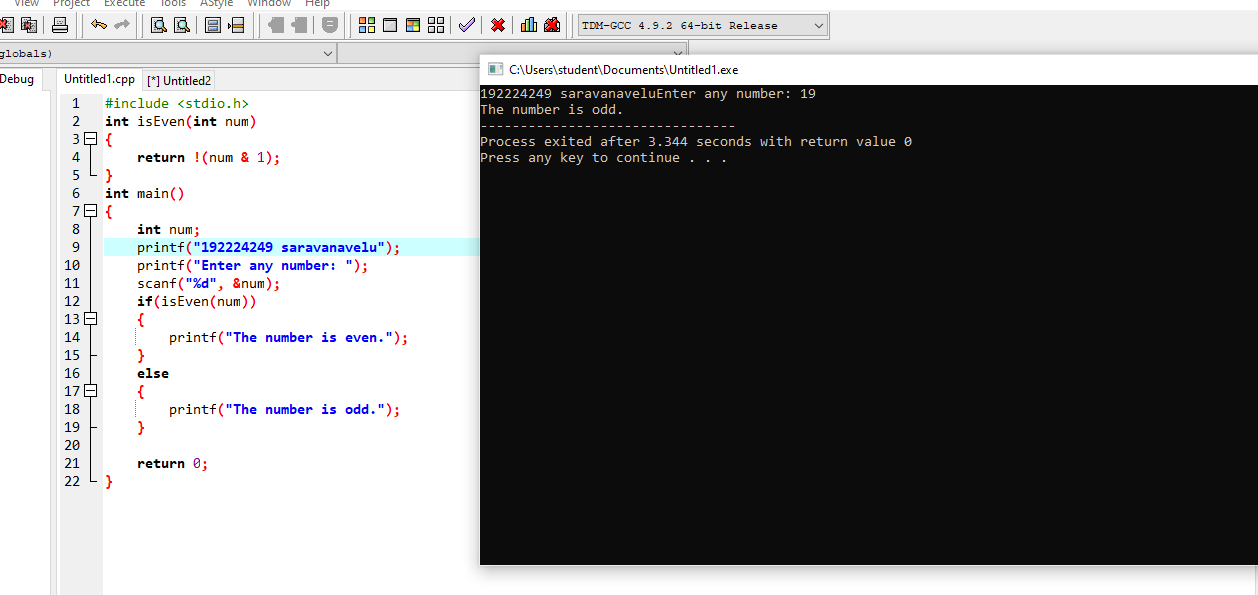 View Project Execute Tools AStyle Window Help
TDM-GCC 4.9.2 64-bit Release
globals)
Debug
Untitled1.cpp [*] Untitled2
1 #include <stdio.h>
2 int isEven(int num)
3 {
4 return !(num & 1);
5 }
6 int main()
7 {
8 int num;
9 printf("192224249 saravanavelu");
10 printf("Enter any number: ");
11 scanf("%d", &num);
12 if(isEven(num))
13 {
14 printf("The number is even.");
15 }
16 else
17 {
18 printf("The number is odd.");
19 }
20
21 return 0;
22 }
C:\Users\student\Documents\Untitled1.exe
192224249 saravanaveluEnter any number: 19
The number is odd.
--------------------------------
Process exited after 3.344 seconds with return value 0
Press any key to continue . . .